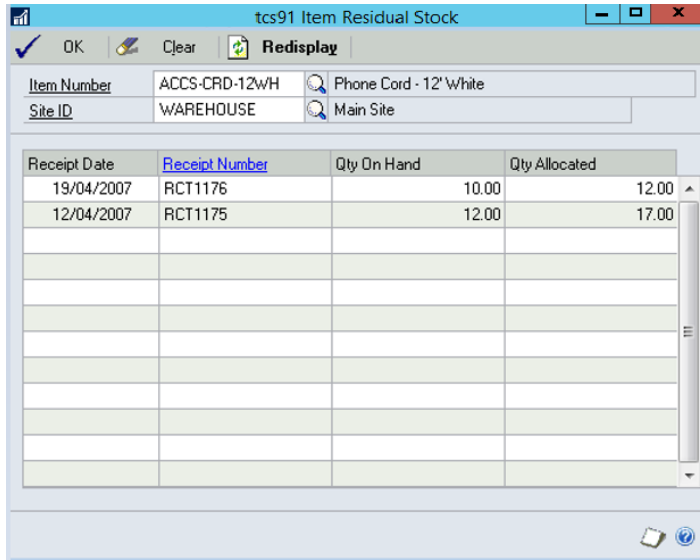 tcs91 Item Residual Stock
OK Clear Redisplay
Item Number ACCS-CRD-12WH Phone Cord - 12' White
Site ID WAREHOUSE Main Site
Receipt Date Receipt Number Qty On Hand Qty Allocated
19/04/2007 RCT1176 10.00 12.00
12/04/2007 RCT1175 12.00 17.00